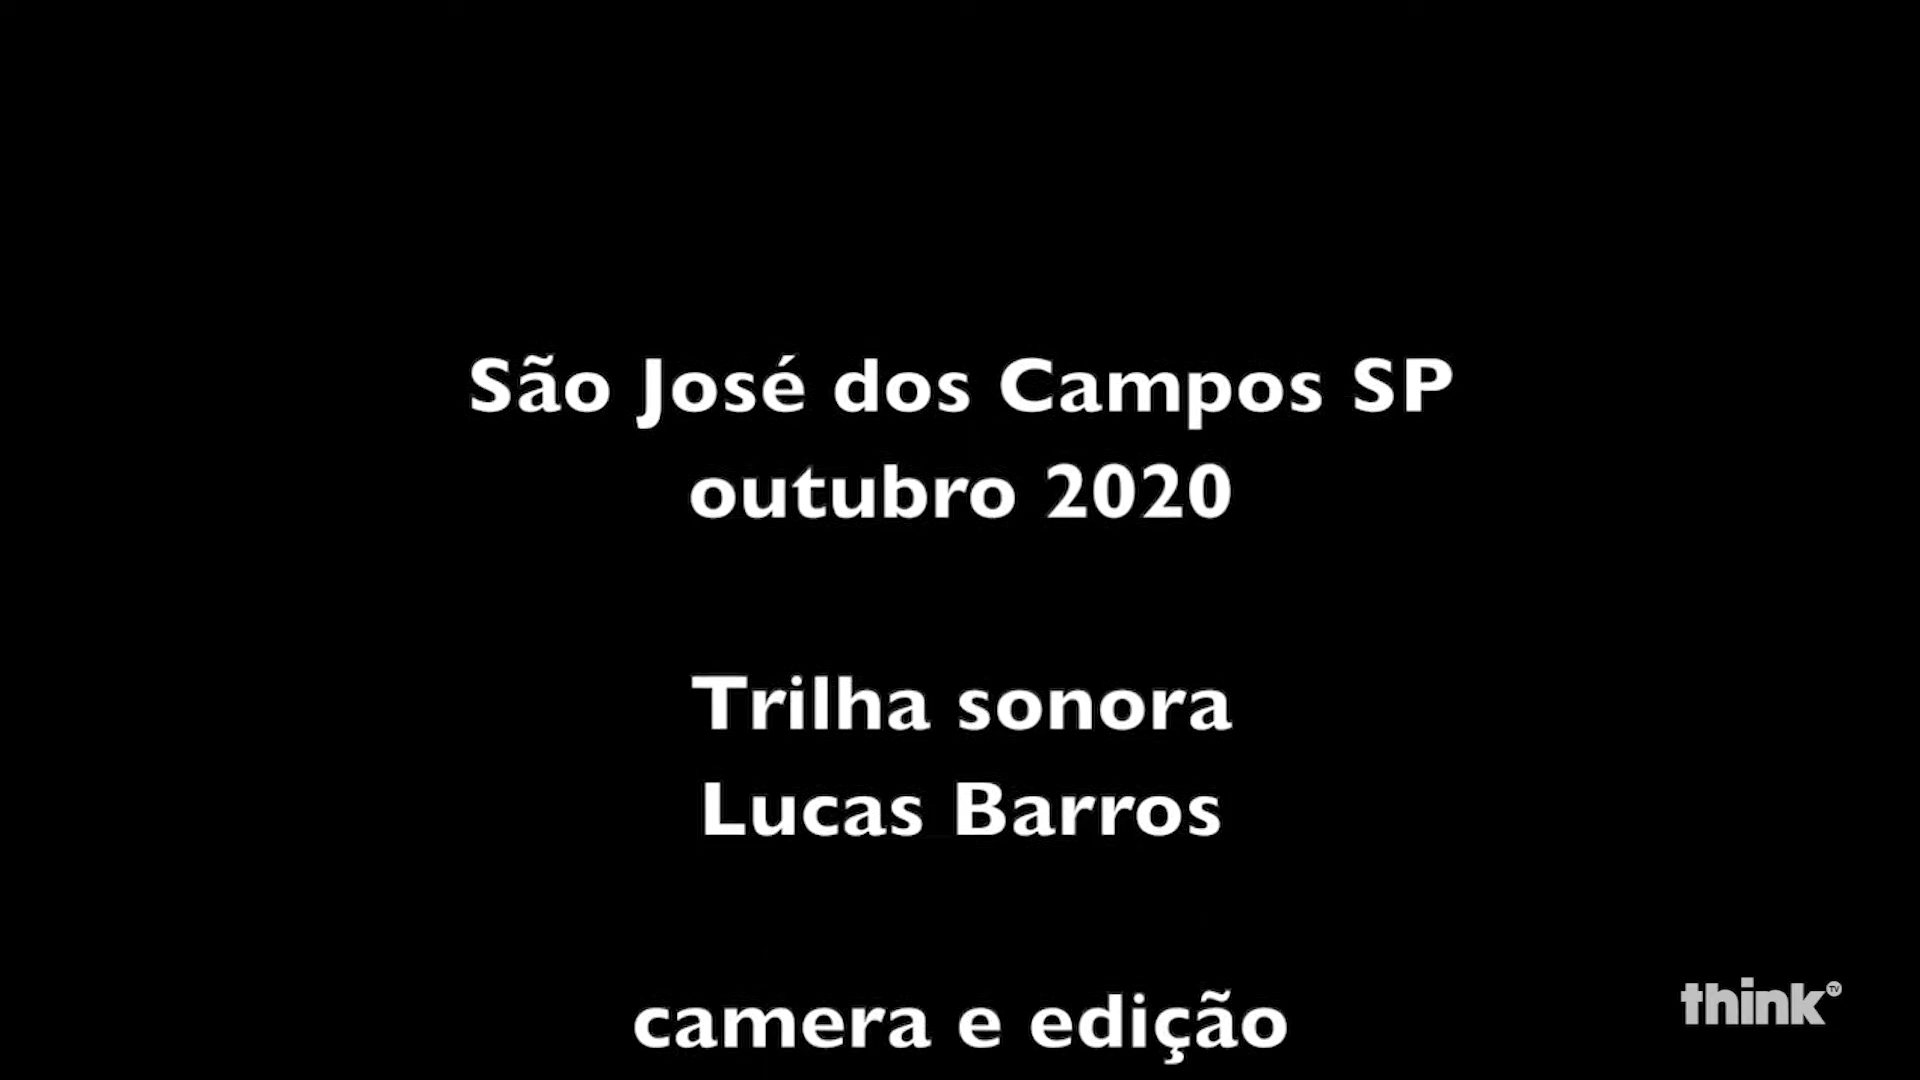 São José dos Campos SP
outubro 2020
Trilha sonora
Lucas Barros
camera e edição
think TV